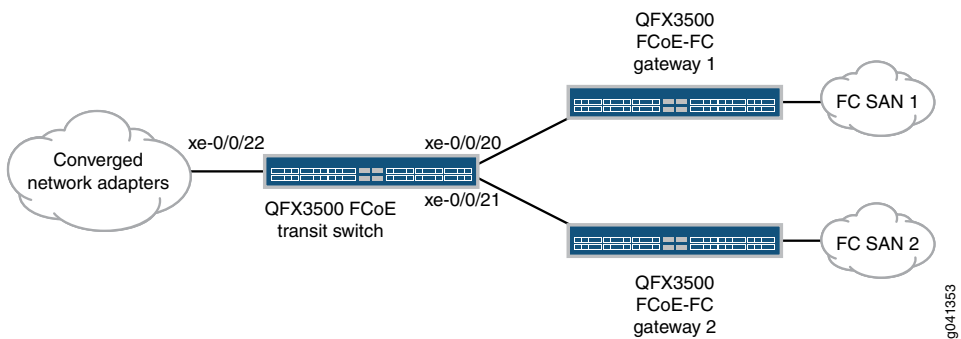 QFX3500
FCoE-FC
gateway 1
FC SAN 1
xe-0/0/22
xe-0/0/20
Converged
network adapters
xe-0/0/21
QFX3500 FCoE
transit switch
FC SAN 2
QFX3500
FCoE-FC
gateway 2
g041353